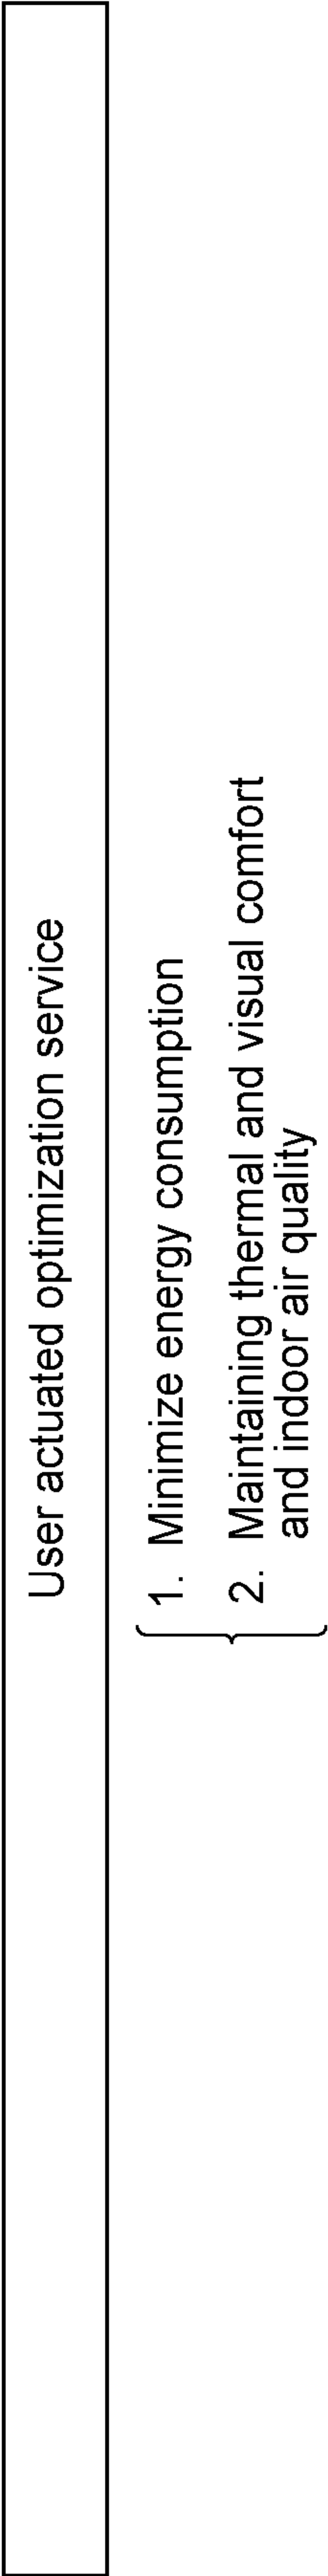 User actuated optimization service
1. Minimize energy consumption
2. Maintaining thermal and visual comfort
and indoor air quality